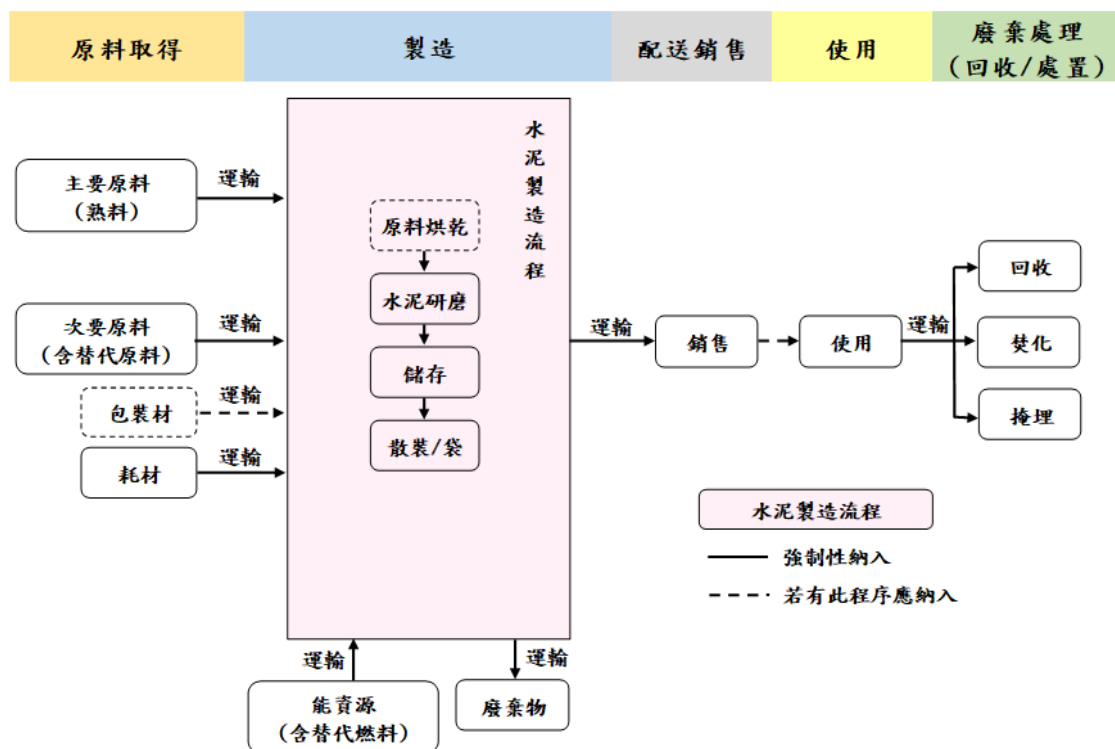 原料取得
製造
配送銷售
使用
廢棄處理
(回收/處置)
水泥製造流程
主要原料
(熟料)
運輸
原料烘乾
水泥研磨
儲存
散裝/袋
次要原料
(含替代原料)
運輸
包裝材
運輸
耗材
運輸
運輸
銷售
使用
運輸
回收
焚化
掩埋
水泥製造流程
強制性納入
若有此程序應納入
運輸
能資源
(含替代燃料)
運輸
廢棄物